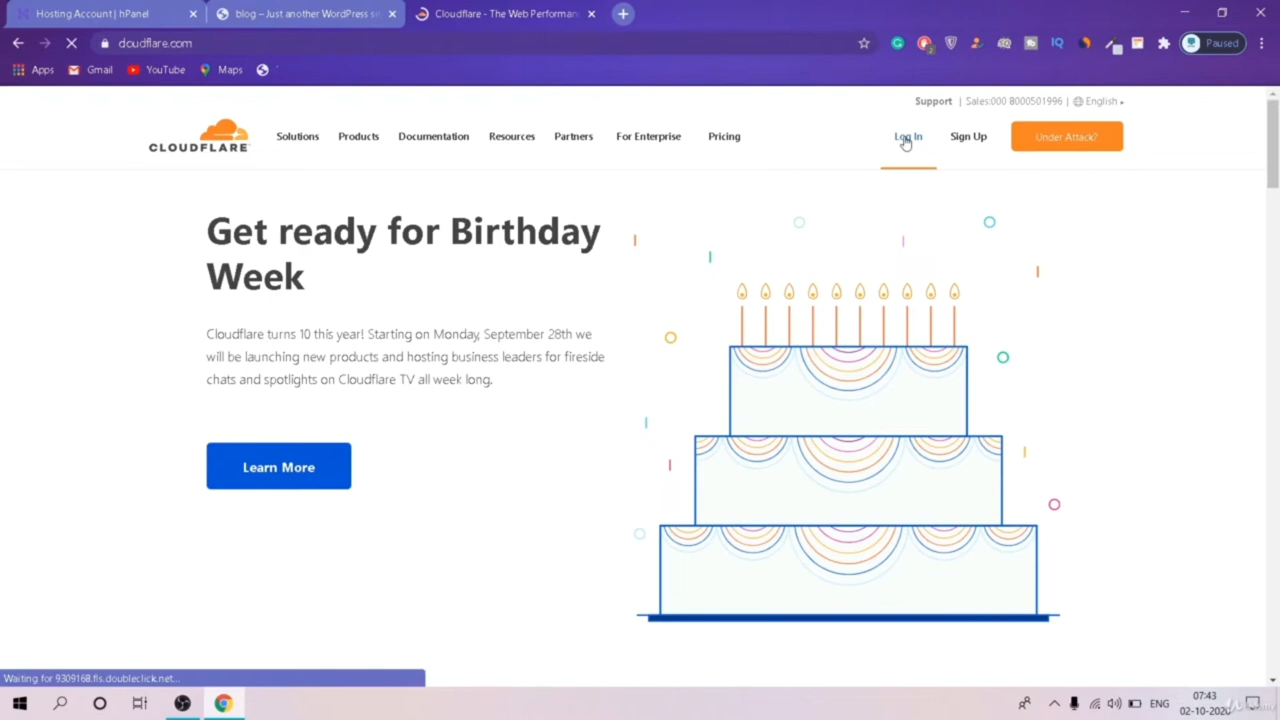 Hosting Account | hPanel
blog – Just another WordPress si
Cloudflare - The Web Performan
cloudflare.com
Paused
Apps
Gmail
YouTube
Maps
Support | Sales:000 8000501996 | English
CLOUDFLARE
Solutions
Products
Documentation
Resources
Partners
For Enterprise
Pricing
Log In
Sign Up
Under Attack?
Get ready for Birthday
Week
Cloudflare turns 10 this year! Starting on Monday, September 28th we
will be launching new products and hosting business leaders for fireside
chats and spotlights on Cloudflare TV all week long.
Learn More
Waiting for 9309168.fls.doubleclick.net...
ENG
07:43
02-10-2020